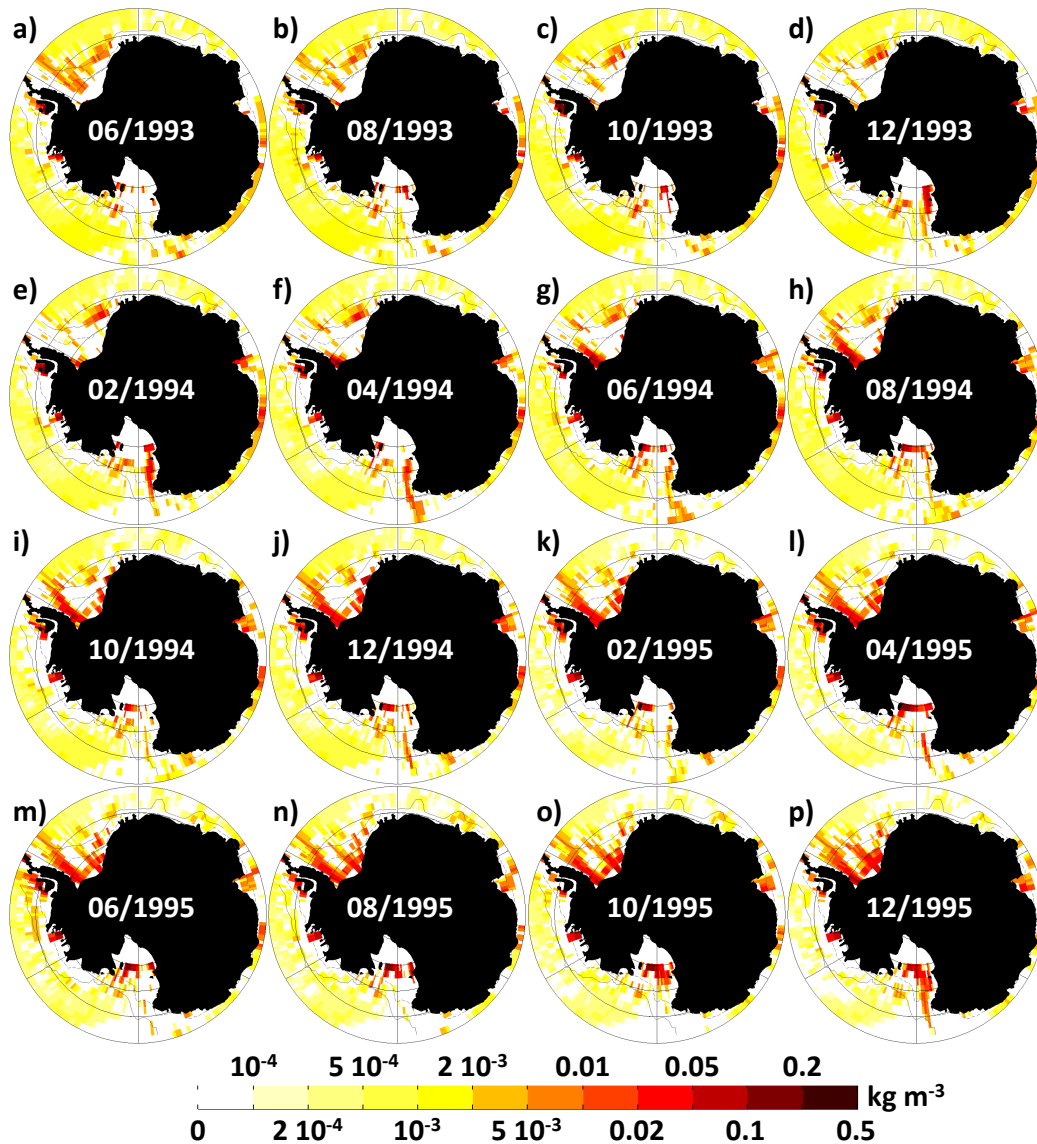 a) b) c) d)
06/1993 08/1993 10/1993 12/1993
e) f) g) h)
02/1994 04/1994 06/1994 08/1994
i) j) k) l)
10/1994 12/1994 02/1995 04/1995
m) n) o) p)
06/1995 08/1995 10/1995 12/1995
10⁻⁴ 5 10⁻⁴ 2 10⁻³ 0.01 0.05 0.2
kg m⁻³
0 2 10⁻⁴ 10⁻³ 5 10⁻³ 0.02 0.1 0.5